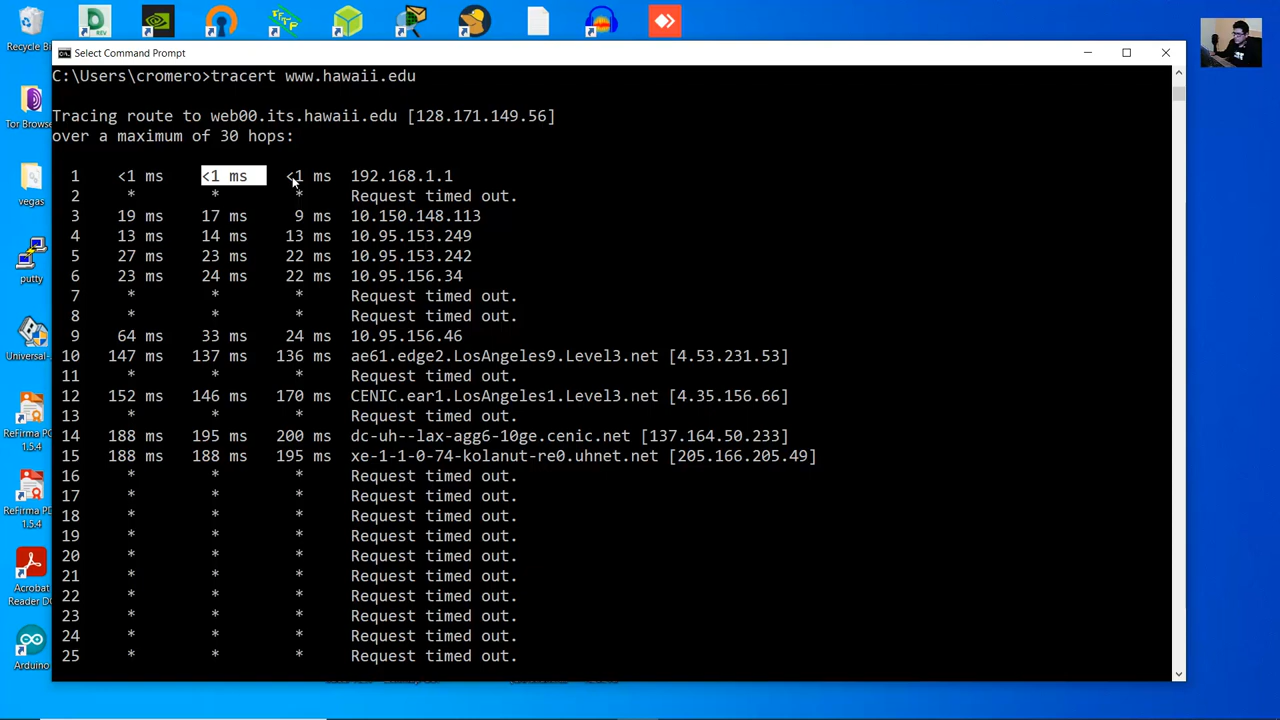 Recycle Bi
REV
Select Command Prompt
C:\Users\cromero>tracert www.hawaii.edu
Tracing route to web00.its.hawaii.edu [128.171.149.56]
over a maximum of 30 hops:
1 <1 ms <1 ms <1 ms 192.168.1.1
2 * * * Request timed out.
3 19 ms 17 ms 9 ms 10.150.148.113
4 13 ms 14 ms 13 ms 10.95.153.249
5 27 ms 23 ms 22 ms 10.95.153.242
6 23 ms 24 ms 22 ms 10.95.156.34
7 * * * Request timed out.
8 * * * Request timed out.
9 64 ms 33 ms 24 ms 10.95.156.46
10 147 ms 137 ms 136 ms ae61.edge2.LosAngeles9.Level3.net [4.53.231.53]
11 * * * Request timed out.
12 152 ms 146 ms 170 ms CENIC.ear1.LosAngeles1.Level3.net [4.35.156.66]
13 * * * Request timed out.
14 188 ms 195 ms 200 ms dc-uh--lax-agg6-10ge.cenic.net [137.164.50.233]
15 188 ms 188 ms 195 ms xe-1-1-0-74-kolanut-re0.uhnet.net [205.166.205.49]
16 * * * Request timed out.
17 * * * Request timed out.
18 * * * Request timed out.
19 * * * Request timed out.
20 * * * Request timed out.
21 * * * Request timed out.
22 * * * Request timed out.
23 * * * Request timed out.
24 * * * Request timed out.
25 * * * Request timed out.
Tor Browse
vegas
putty
Universal-
ReFirma PC
1.5.4
ReFirma PD
1.5.4
Acrobat
Reader DC
Arduino